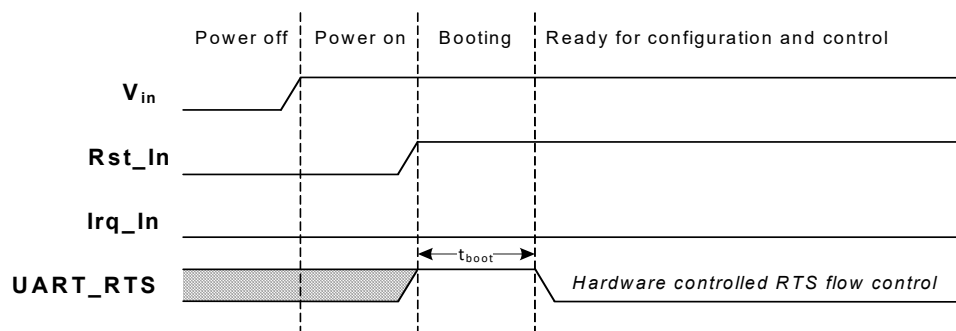 Power off Power on Booting Ready for configuration and control
Vin
Rst_In
Irq_In
tboot
UART_RTS Hardware controlled RTS flow control